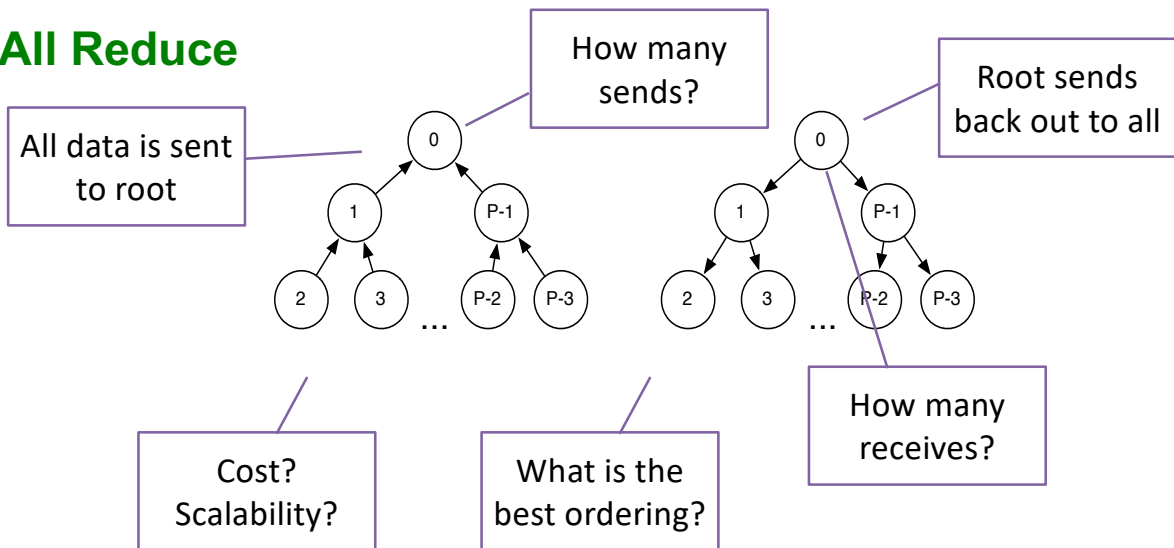 All Reduce
How many
sends?
Root sends
back out to all
All data is sent
to root
0
1
P-1
2
3
...
P-2
P-3
0
1
P-1
2
3
...
P-2
P-3
Cost?
Scalability?
What is the
best ordering?
How many
receives?